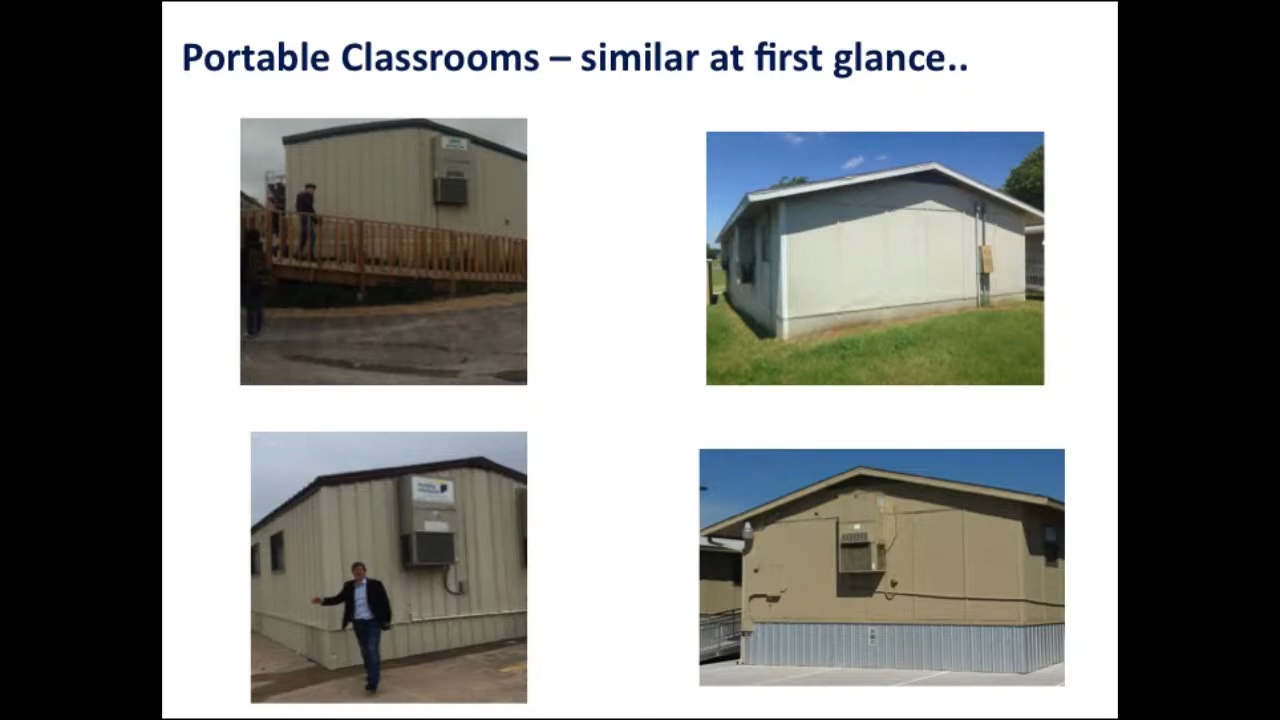 Portable Classrooms – similar at first glance..